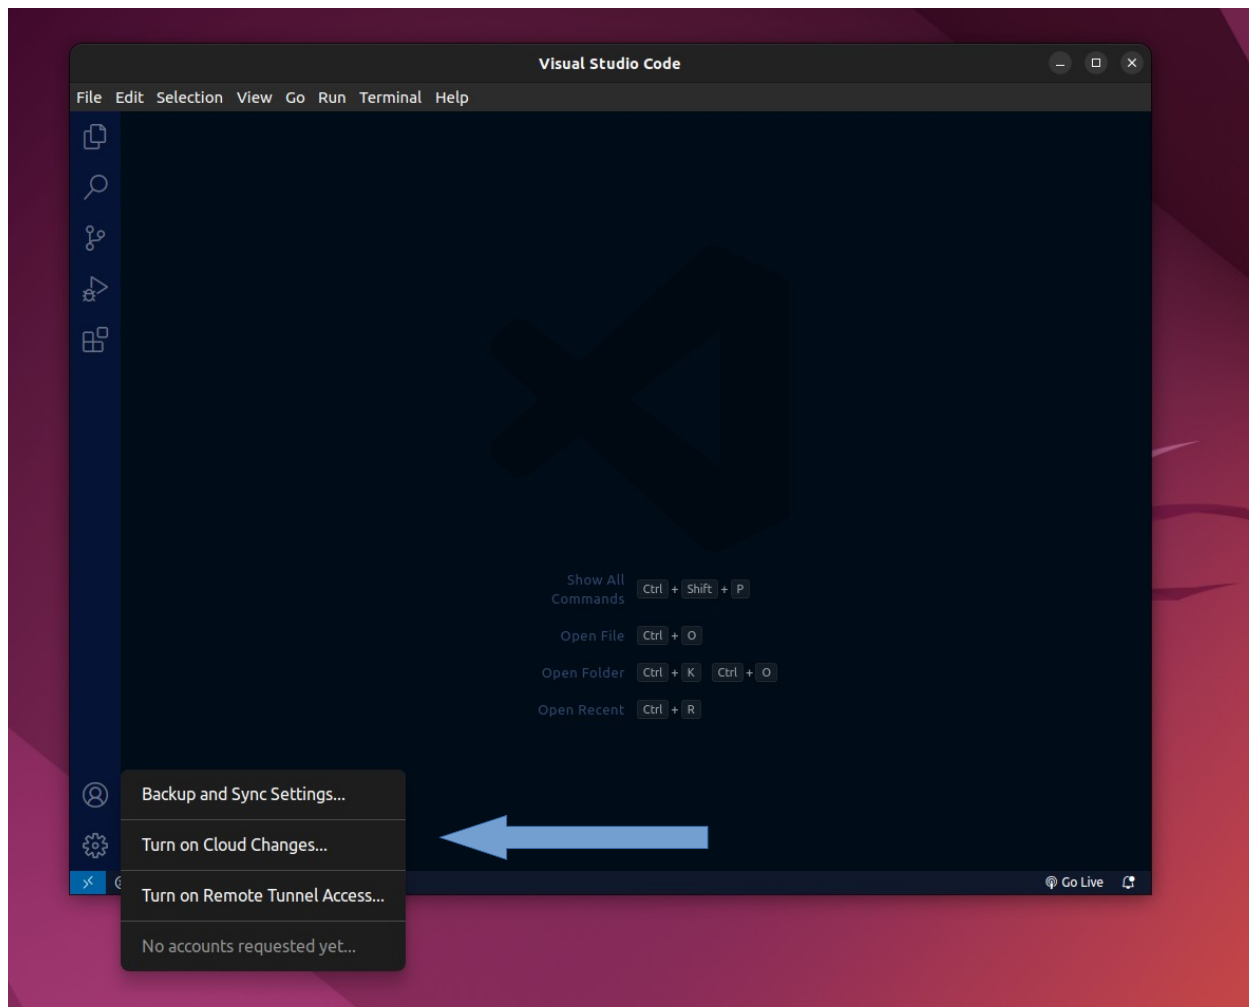 Visual Studio Code
File Edit Selection View Go Run Terminal Help
Show All
Commands
Ctrl + Shift + P
Open File Ctrl + O
Open Folder Ctrl + K Ctrl + O
Open Recent Ctrl + R
Backup and Sync Settings...
Turn on Cloud Changes...
Turn on Remote Tunnel Access...
No accounts requested yet...
Go Live